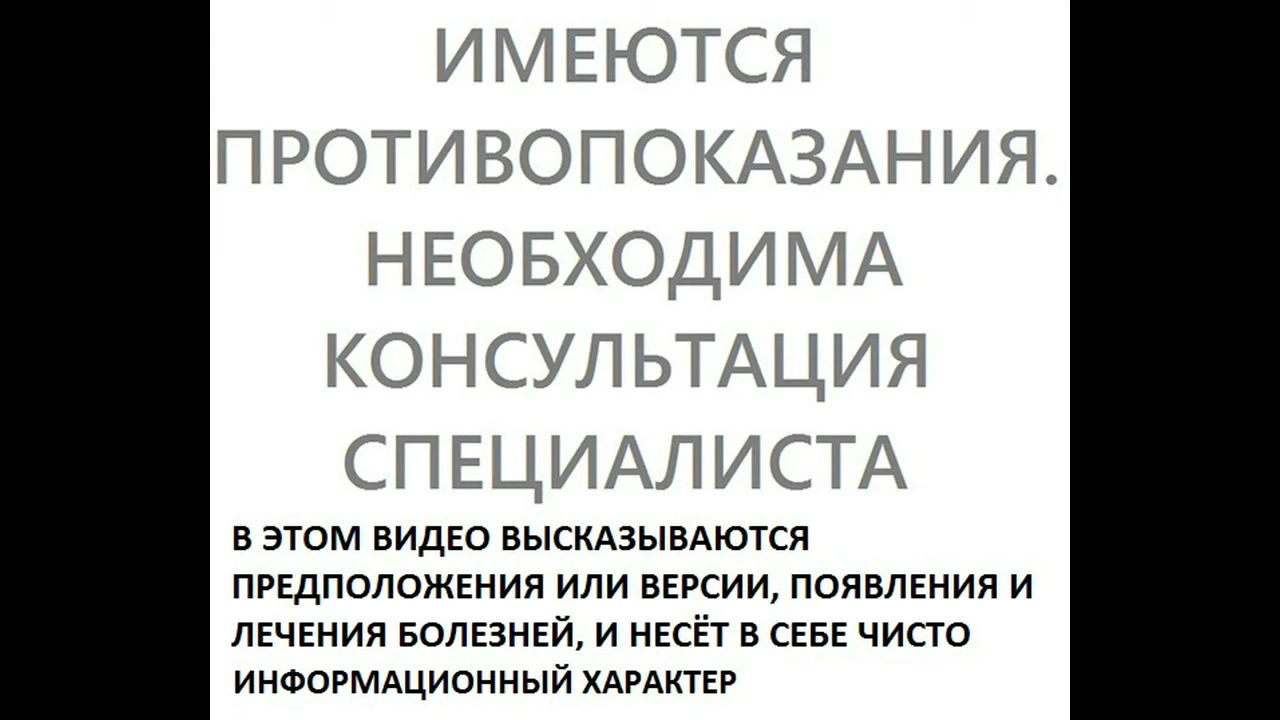 ИМЕЮТСЯ
ПРОТИВОПОКАЗАНИЯ.
НЕОБХОДИМА
КОНСУЛЬТАЦИЯ
СПЕЦИАЛИСТА
В ЭТОМ ВИДЕО ВЫСКАЗЫВАЮТСЯ
ПРЕДПОЛОЖЕНИЯ ИЛИ ВЕРСИИ, ПОЯВЛЕНИЯ И
ЛЕЧЕНИЯ БОЛЕЗНЕЙ, И НЕСЁТ В СЕБЕ ЧИСТО
ИНФОРМАЦИОННЫЙ ХАРАКТЕР